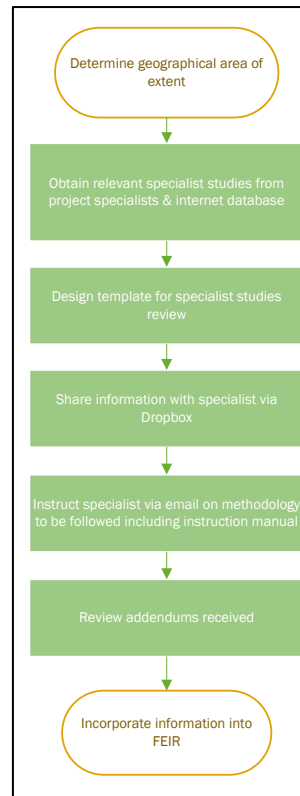 Determine geographical area of
extent
Obtain relevant specialist studies from
project specialists & internet database
Design template for specialist studies
review
Share information with specialist via
Dropbox
Instruct specialist via email on methodology
to be followed including instruction manual
Review addendums received
Incorporate information into
FEIR